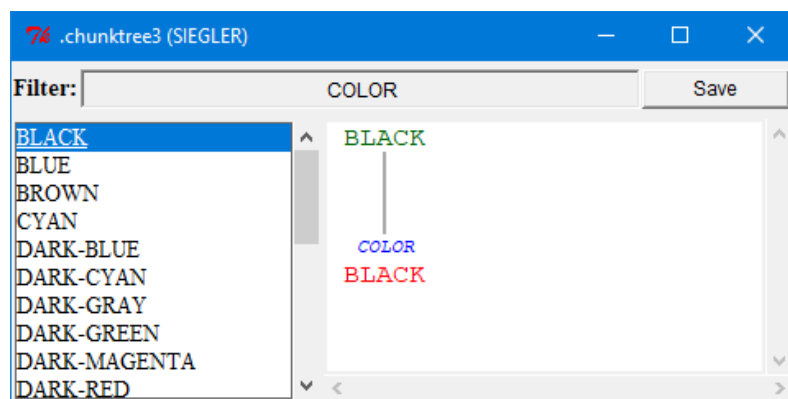 .chunktree3 (SIEGLER)
Filter: COLOR Save
BLACK
BLUE
BROWN
CYAN
DARK-BLUE
DARK-CYAN
DARK-GRAY
DARK-GREEN
DARK-MAGENTA
DARK-RED
BLACK
COLOR
BLACK